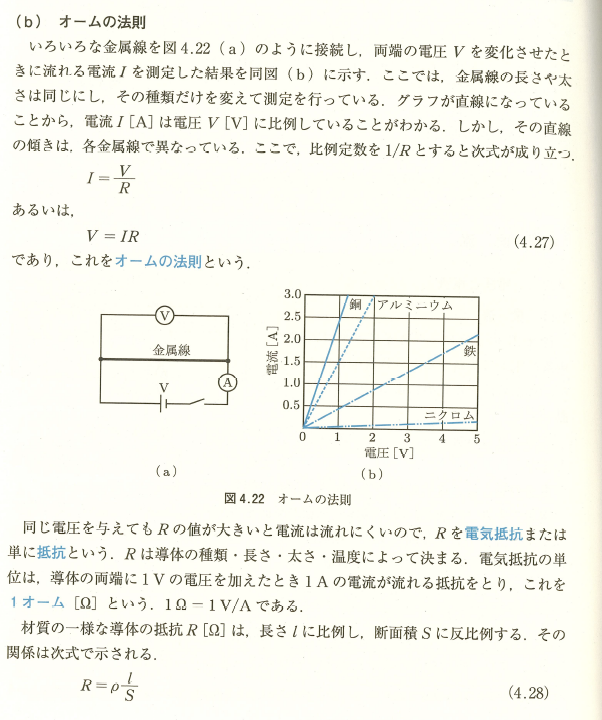 （b） オームの法則
いろいろな金属線を図4.22（a）のように接続し，両端の電圧 V を変化させたと
きに流れる電流 I を測定した結果を同図（b）に示す．ここでは，金属線の長さや太
さは同じにし，その種類だけを変えて測定を行っている．グラフが直線になっている
ことから，電流 I [A] は電圧 V [V] に比例していることがわかる．しかし，その直線
の傾きは，各金属線で異なっている，ここで，比例定数を 1/R とすると次式が成り立つ．
I = V/R
あるいは，
V = IR (4.27)
であり，これをオームの法則という．
V
金属線
A
V
（a）
電流 [A]
3.0
2.5
2.0
1.5
1.0
0.5
0 1 2 3 4 5
銅
アルミーウム
鉄
ニクロム
電圧 [V]
（b）
図4.22 オームの法則
同じ電圧を与えても R の値が大きいと電流は流れにくいので，R を電気抵抗または
単に抵抗という．R は導体の種類・長さ・太さ・温度によって決まる．電気抵抗の単
位は，導体の両端に 1 V の電圧を加えたとき 1 A の電流が流れる抵抗をとり，これを
1 オーム [Ω] という．1 Ω = 1 V/A である．
材質の一様な導体の抵抗 R [Ω] は，長さ l に比例し，断面積 S に反比例する．その
関係は次式で示される．
R = ρ l/S (4.28)